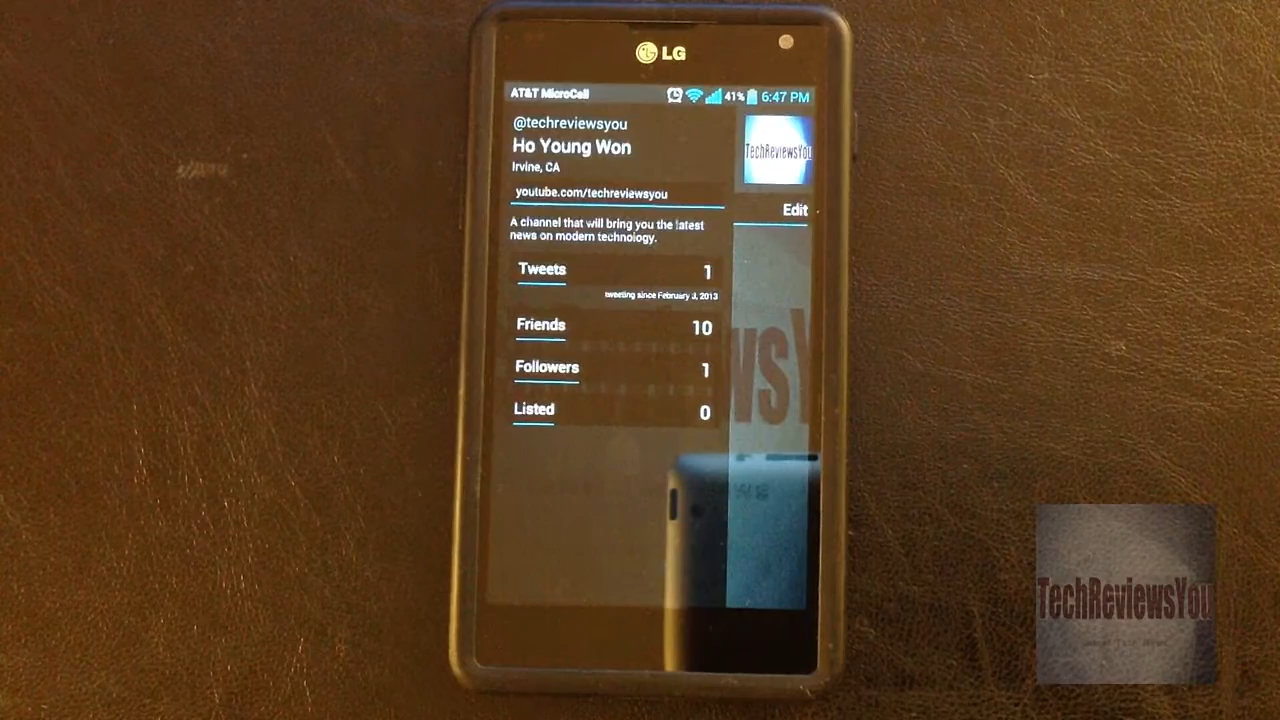 LG
AT&T MicroCell 41% 6:47 PM
@techreviewsyou
Ho Young Won
Irvine, CA
TechReviewsYou
youtube.com/techreviewsyou
Edit
A channel that will bring you the latest
news on modern technology.
Tweets 1
tweeting since February 3, 2013
Friends 10
Followers 1
Listed 0
wsY
TechReviewsYou